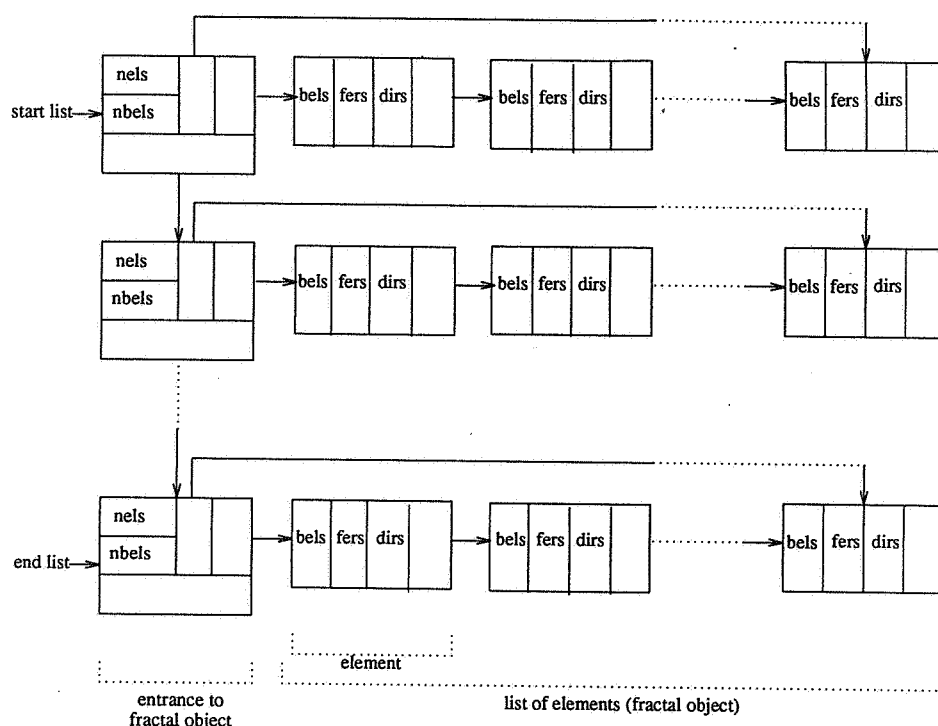 nels
bels fers dirs
bels fers dirs
bels fers dirs
start list
nbels
nels
bels fers dirs
bels fers dirs
bels fers dirs
nbels
nels
bels fers dirs
bels fers dirs
bels fers dirs
end list
nbels
element
entrance to
fractal object
list of elements (fractal object)